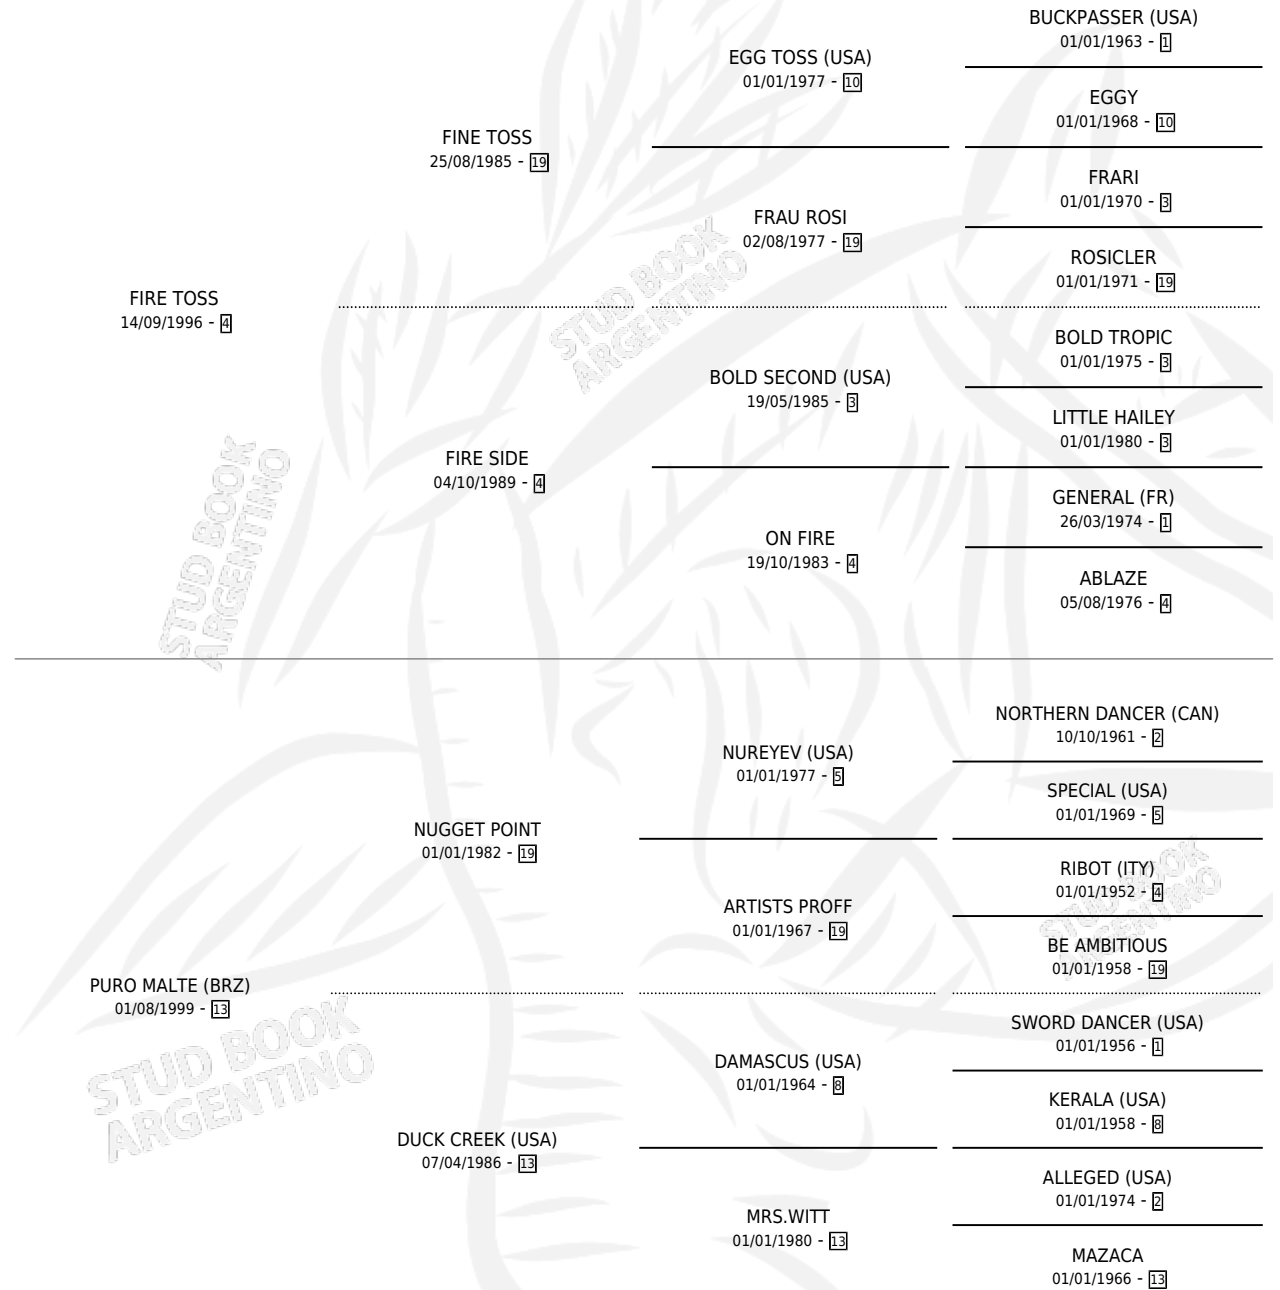 BUCKPASSER (USA)
01/01/1963 - 1
EGG TOSS (USA)
01/01/1977 - 10
EGGY
01/01/1968 - 10
FINE TOSS
25/08/1985 - 19
FRARI
01/01/1970 - 3
FRAU ROSI
02/08/1977 - 19
ROSICLER
01/01/1971 - 19
FIRE TOSS
14/09/1996 - 4
BOLD TROPIC
01/01/1975 - 3
BOLD SECOND (USA)
19/05/1985 - 3
LITTLE HAILEY
01/01/1980 - 3
FIRE SIDE
04/10/1989 - 4
GENERAL (FR)
26/03/1974 - 1
ON FIRE
19/10/1983 - 4
ABLAZE
05/08/1976 - 4
STUD BOOK
ARGENTINO
STUD BOOK
ARGENTINO
NORTHERN DANCER (CAN)
10/10/1961 - 2
NUREYEV (USA)
01/01/1977 - 5
SPECIAL (USA)
01/01/1969 - 5
NUGGET POINT
01/01/1982 - 19
RIBOT (ITY)
01/01/1952 - 4
ARTISTS PROFF
01/01/1967 - 19
BE AMBITIOUS
01/01/1958 - 19
STUD BOOK
ARGENTINO
PURO MALTE (BRZ)
01/08/1999 - 13
SWORD DANCER (USA)
01/01/1956 - 1
DAMASCUS (USA)
01/01/1964 - 8
KERALA (USA)
01/01/1958 - 8
STUD BOOK
ARGENTINO
DUCK CREEK (USA)
07/04/1986 - 13
ALLEGED (USA)
01/01/1974 - 2
MRS.WITT
01/01/1980 - 13
MAZACA
01/01/1966 - 13